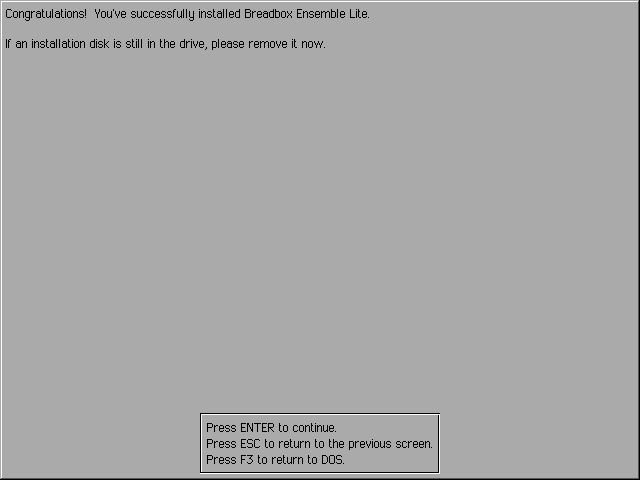 Congratulations!  You've successfully installed Breadbox Ensemble Lite.
If an installation disk is still in the drive, please remove it now.
Press ENTER to continue.
Press ESC to return to the previous screen.
Press F3 to return to DOS.